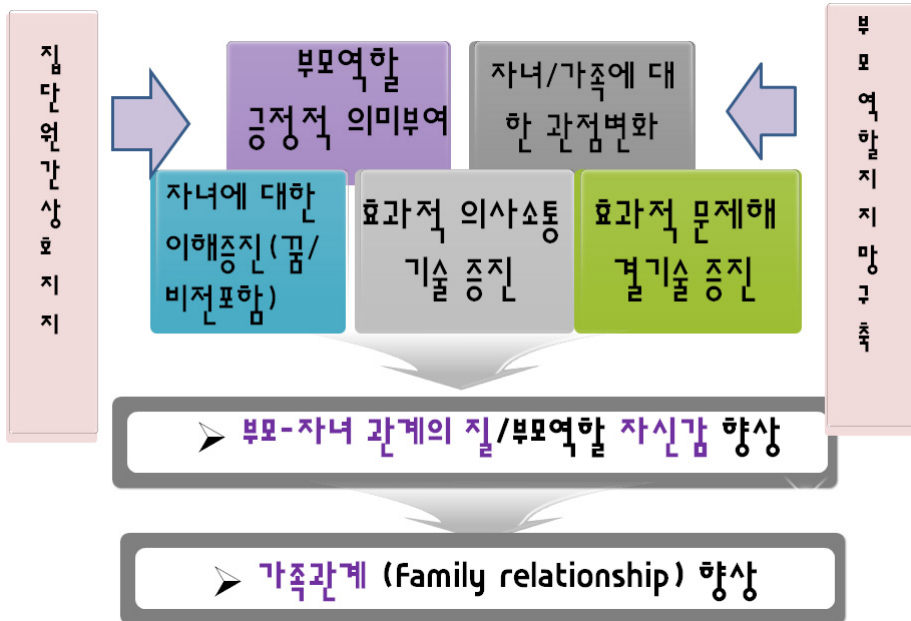 집단원간상호지지
부모역할
긍정적 의미부여
자녀/가족에 대
한 관점변화
부모역할지지망구축
자녀에 대한
이해증진(꿈/
비전포함)
효과적 의사소통
기술 증진
효과적 문제해
결기술 증진
➢ 부모-자녀 관계의 질/부모역할 자신감 향상
➢ 가족관계 (Family relationship) 향상